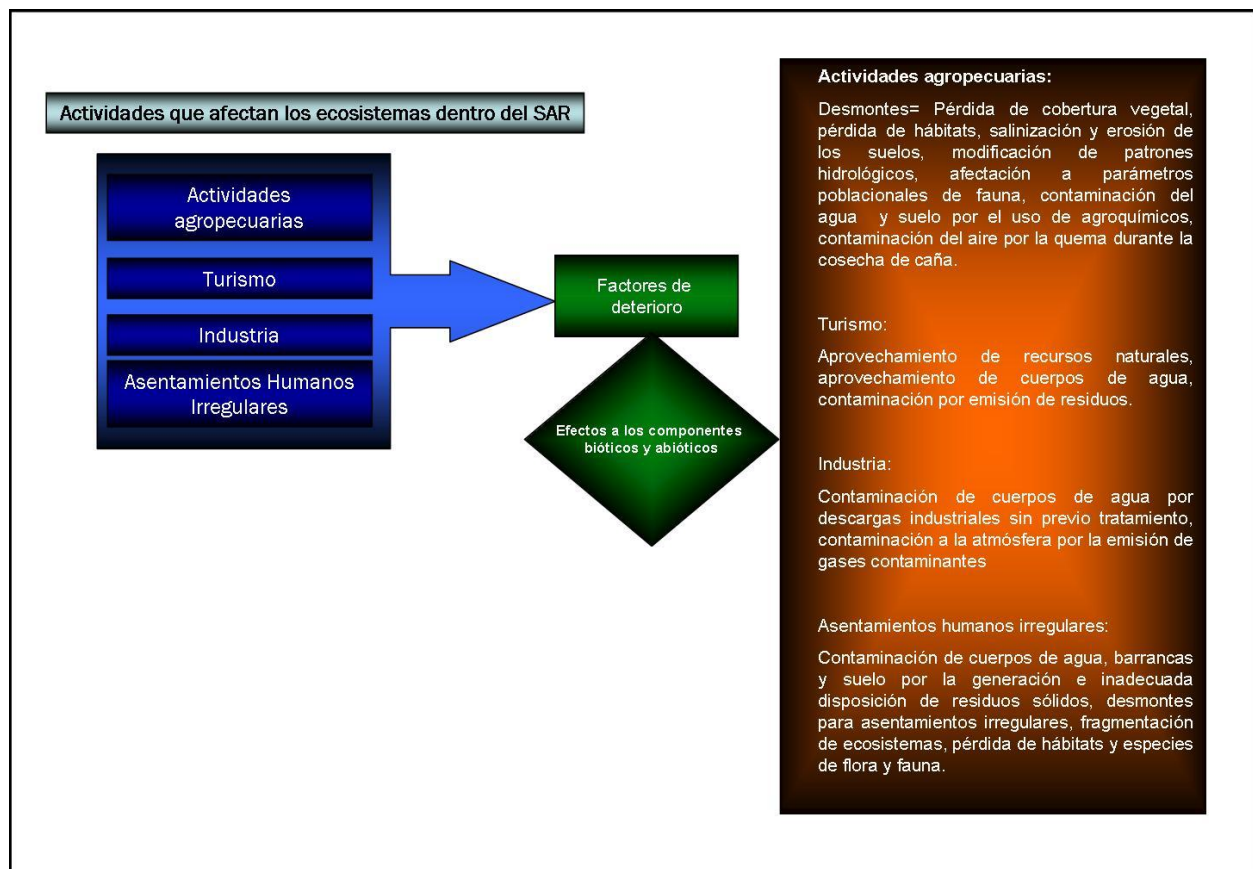 Actividades que afectan los ecosistemas dentro del SAR
Actividades
agropecuarias
Turismo
Industria
Asentamientos Humanos
Irregulares
Factores de
deterioro
Efectos a los componentes
bióticos y abióticos
Actividades agropecuarias:
Desmontes= Pérdida de cobertura vegetal,
pérdida de hábitats, salinización y erosión de
los suelos, modificación de patrones
hidrológicos, afectación a parámetros
poblacionales de fauna, contaminación del
agua y suelo por el uso de agroquímicos,
contaminación del aire por la quema durante la
cosecha de caña.
Turismo:
Aprovechamiento de recursos naturales,
aprovechamiento de cuerpos de agua,
contaminación por emisión de residuos.
Industria:
Contaminación de cuerpos de agua por
descargas industriales sin previo tratamiento,
contaminación a la atmósfera por la emisión de
gases contaminantes
Asentamientos humanos irregulares:
Contaminación de cuerpos de agua, barrancas
y suelo por la generación e inadecuada
disposición de residuos sólidos, desmontes
para asentamientos irregulares, fragmentación
de ecosistemas, pérdida de hábitats y especies
de flora y fauna.